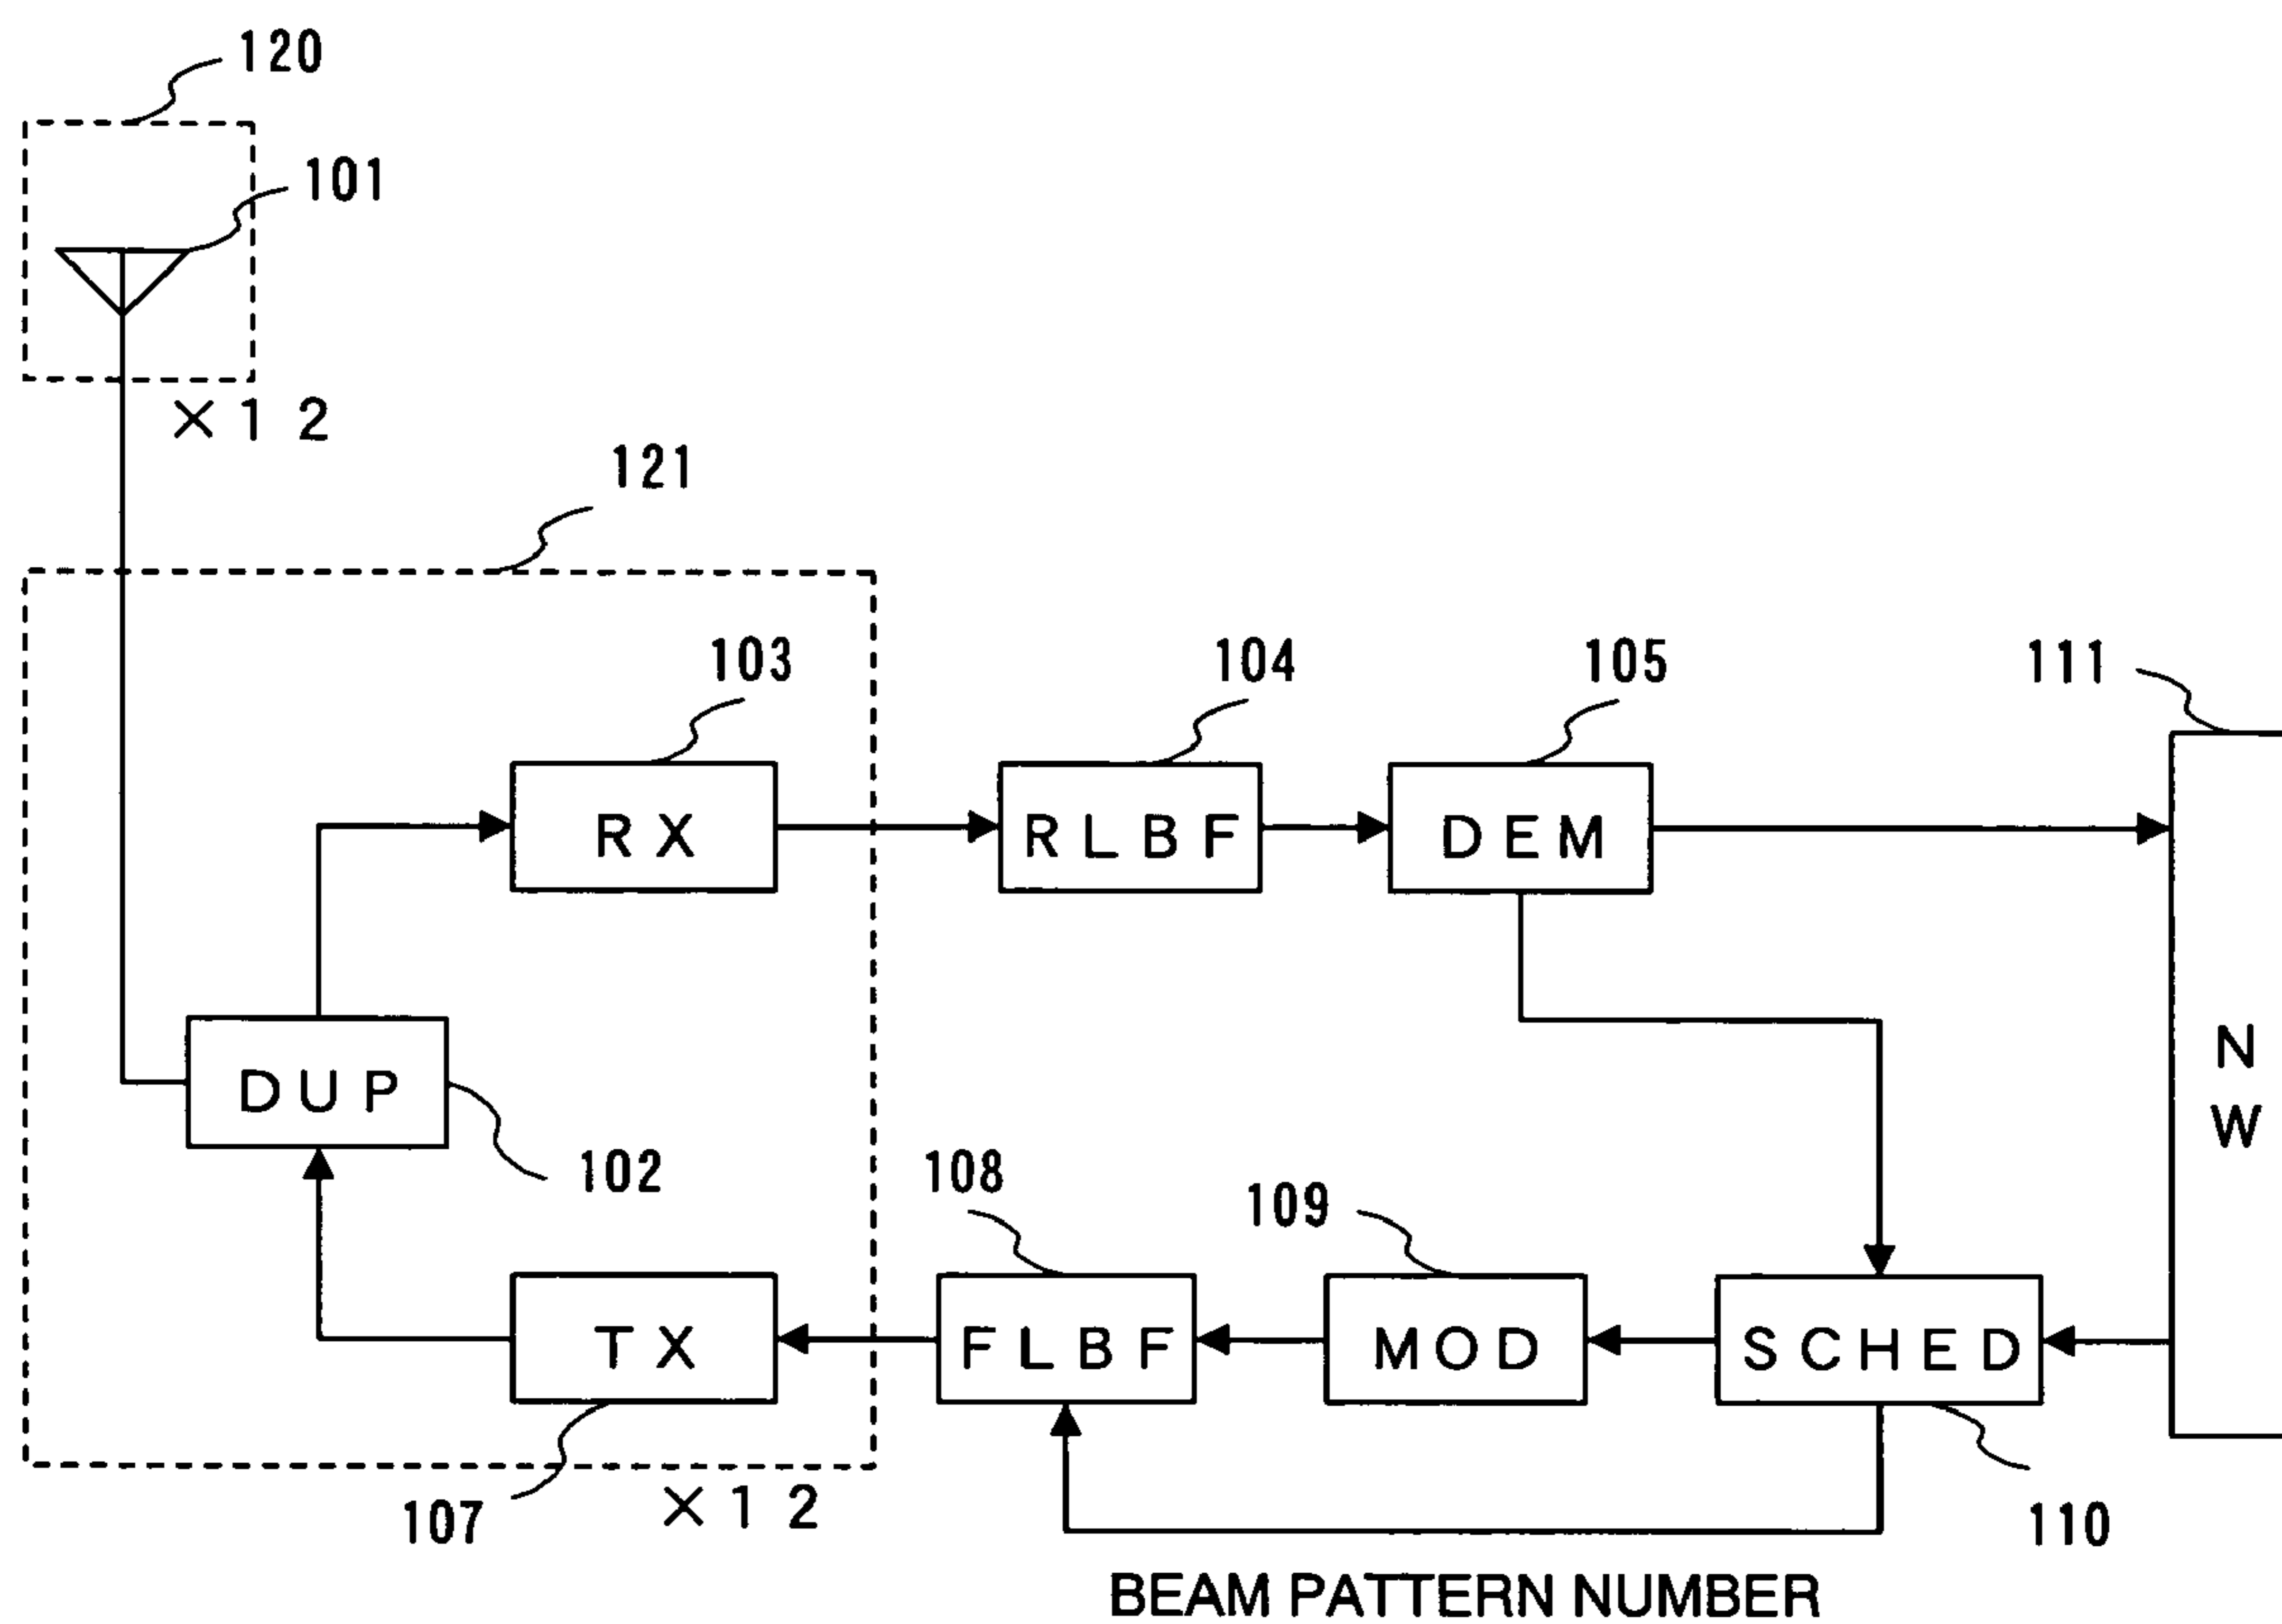 120
101
×12
121
103
104
105
111
RX
RLBF
DEM
N
W
DUP
102
108
109
TX
FLBF
MOD
SCHED
107
×12
110
BEAM PATTERN NUMBER